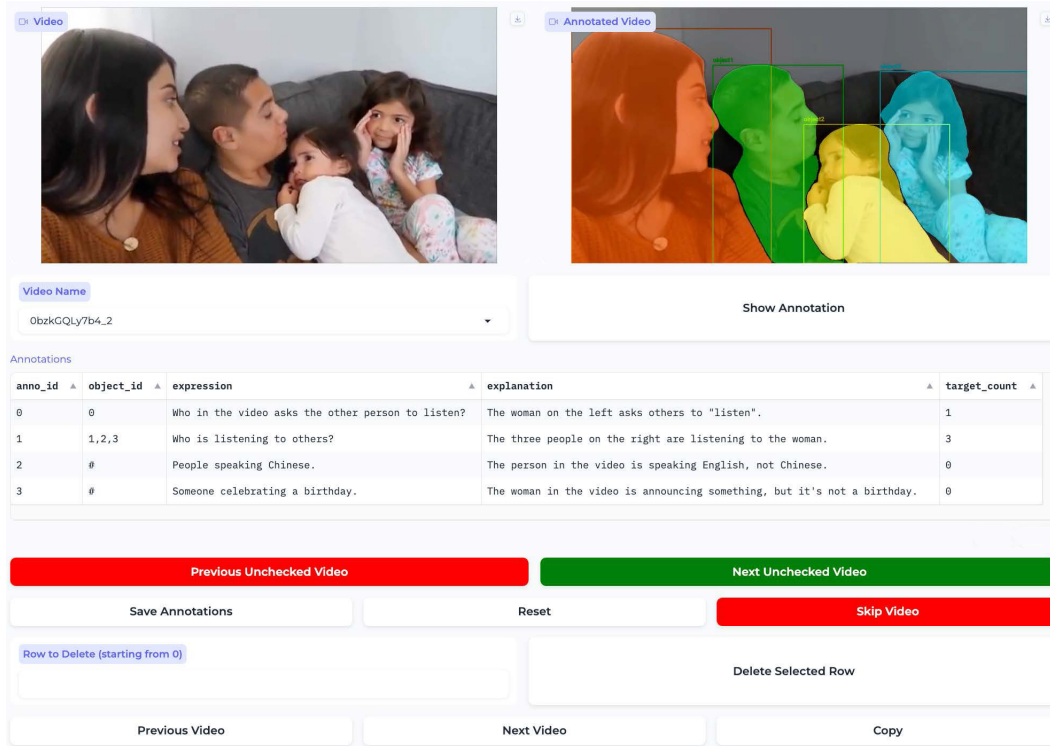 Video
Annotated Video
object1
object2
Video Name
0bzkGQLy7b4_2
Show Annotation
Annotations
anno_id object_id expression explanation target_count
0 0 Who in the video asks the other person to listen? The woman on the left asks others to "listen". 1
1 1,2,3 Who is listening to others? The three people on the right are listening to the woman. 3
2 # People speaking Chinese. The person in the video is speaking English, not Chinese. 0
3 # Someone celebrating a birthday. The woman in the video is announcing something, but it's not a birthday. 0
Previous Unchecked Video Next Unchecked Video
Save Annotations Reset Skip Video
Row to Delete (starting from 0)
Delete Selected Row
Previous Video Next Video Copy